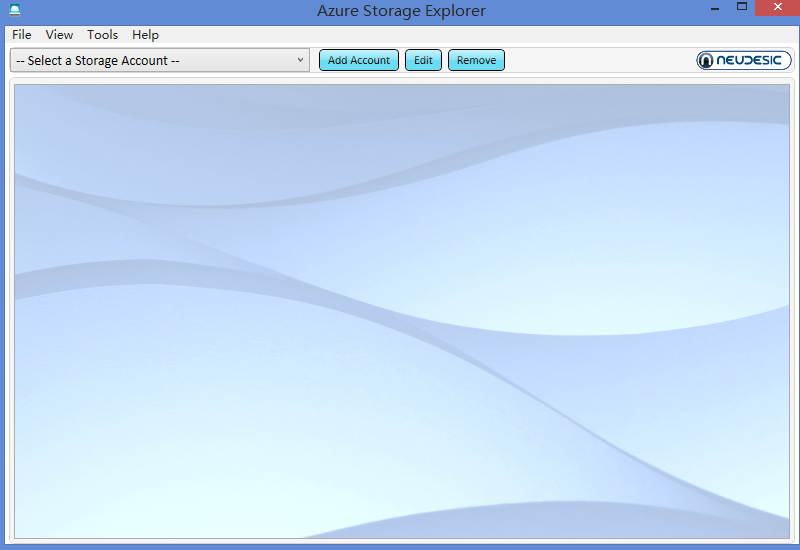 Azure Storage Explorer
File View Tools Help
-- Select a Storage Account -- Add Account Edit Remove NEUDESIC